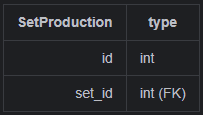 SetProduction type
id int
set_id int (FK)